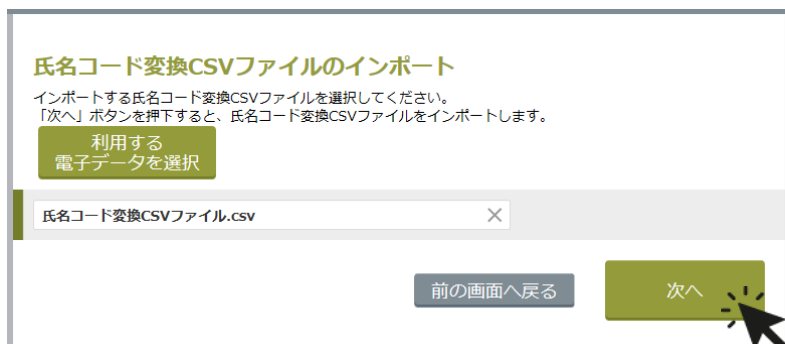 氏名コード変換CSVファイルのインポート
インポートする氏名コード変換CSVファイルを選択してください。
「次へ」ボタンを押下すると、氏名コード変換CSVファイルをインポートします。
利用する
電子データを選択
氏名コード変換CSVファイル.csv
前の画面へ戻る
次へ